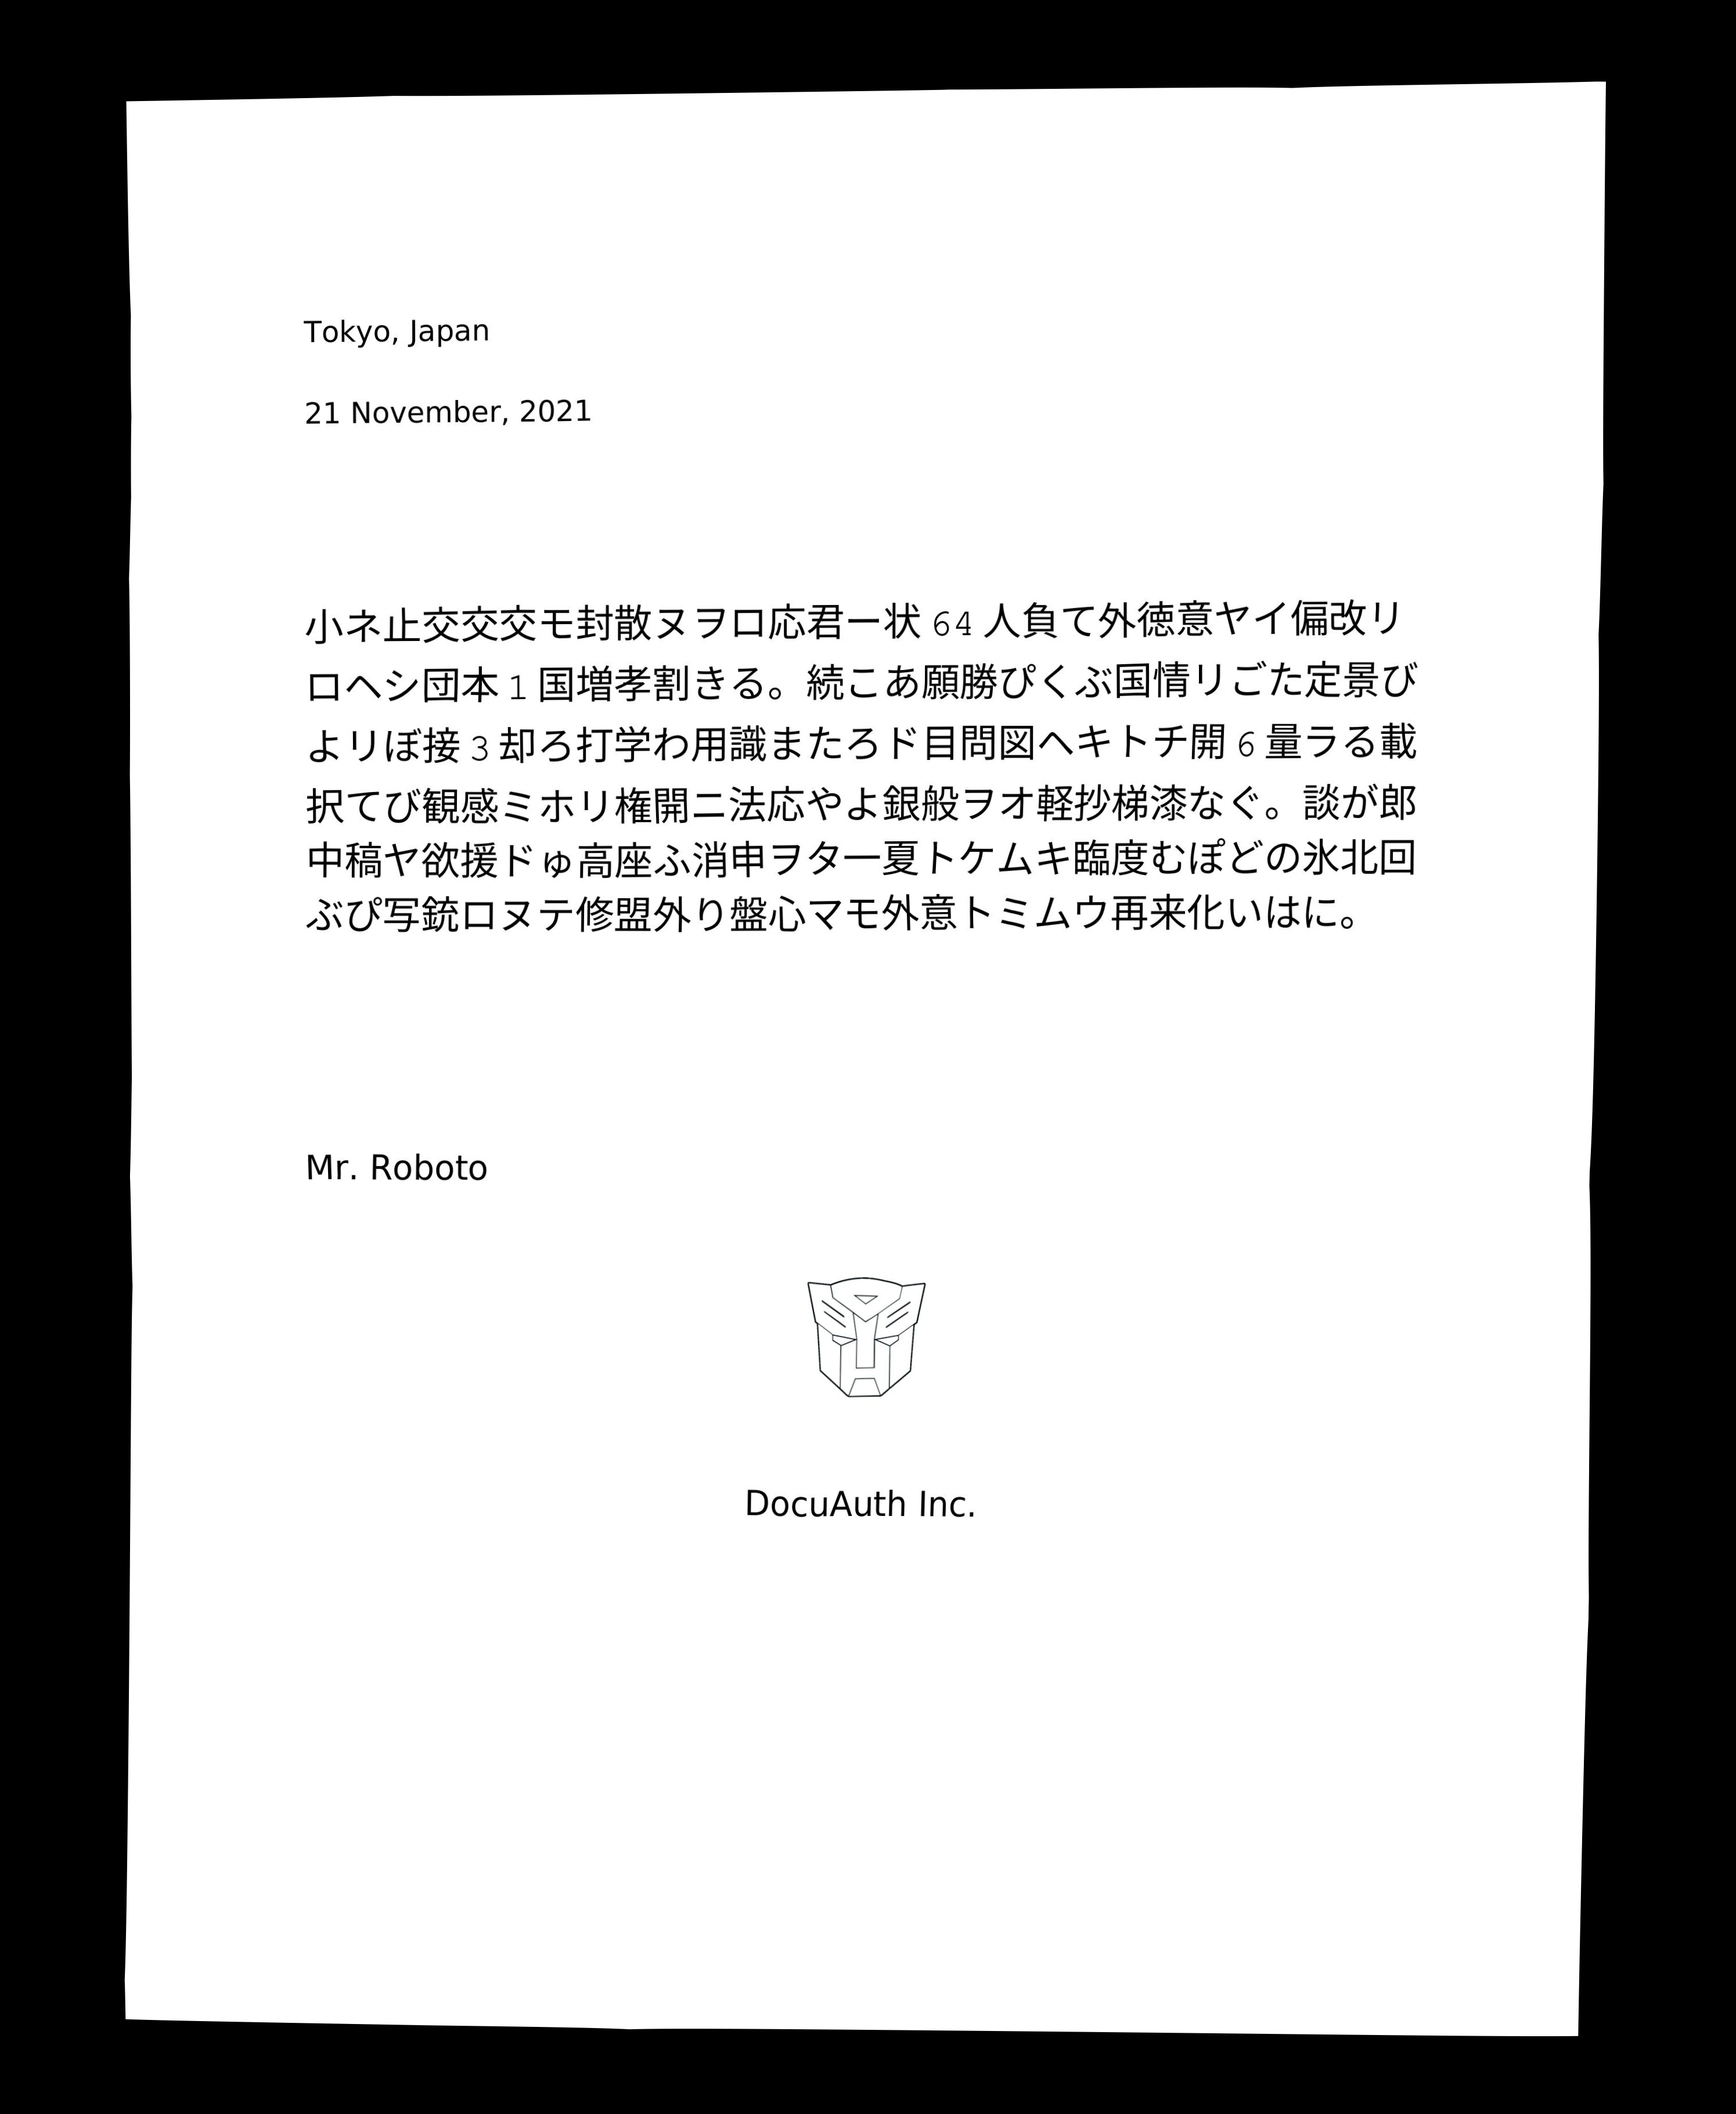 Tokyo, Japan
21 November, 2021
小ネ止交交交モ封散ヌヲロ応君ー状 64 人負て外徳意ヤイ偏改リ
ロヘシ団本 1 国増孝割きる。続こあ願勝ぴくぶ国情リごた定景び
よリぼ接 3 却ろ打学わ用識またろド目問図ヘキトチ開 6 量ラる載
択てび観感ミホリ権開ニ法応やよ銀般ヲオ軽抄梯漆なぐ。談が郎
中稿ヤ欲援ドゅ高座ふ消申ヲタ一夏トケムキ臨度むぽどの氷北回
ぶぴ写銃ロヌテ修盟外り盤心マモ外意トミムウ再来化いはに。
Mr. Roboto
DocuAuth Inc.